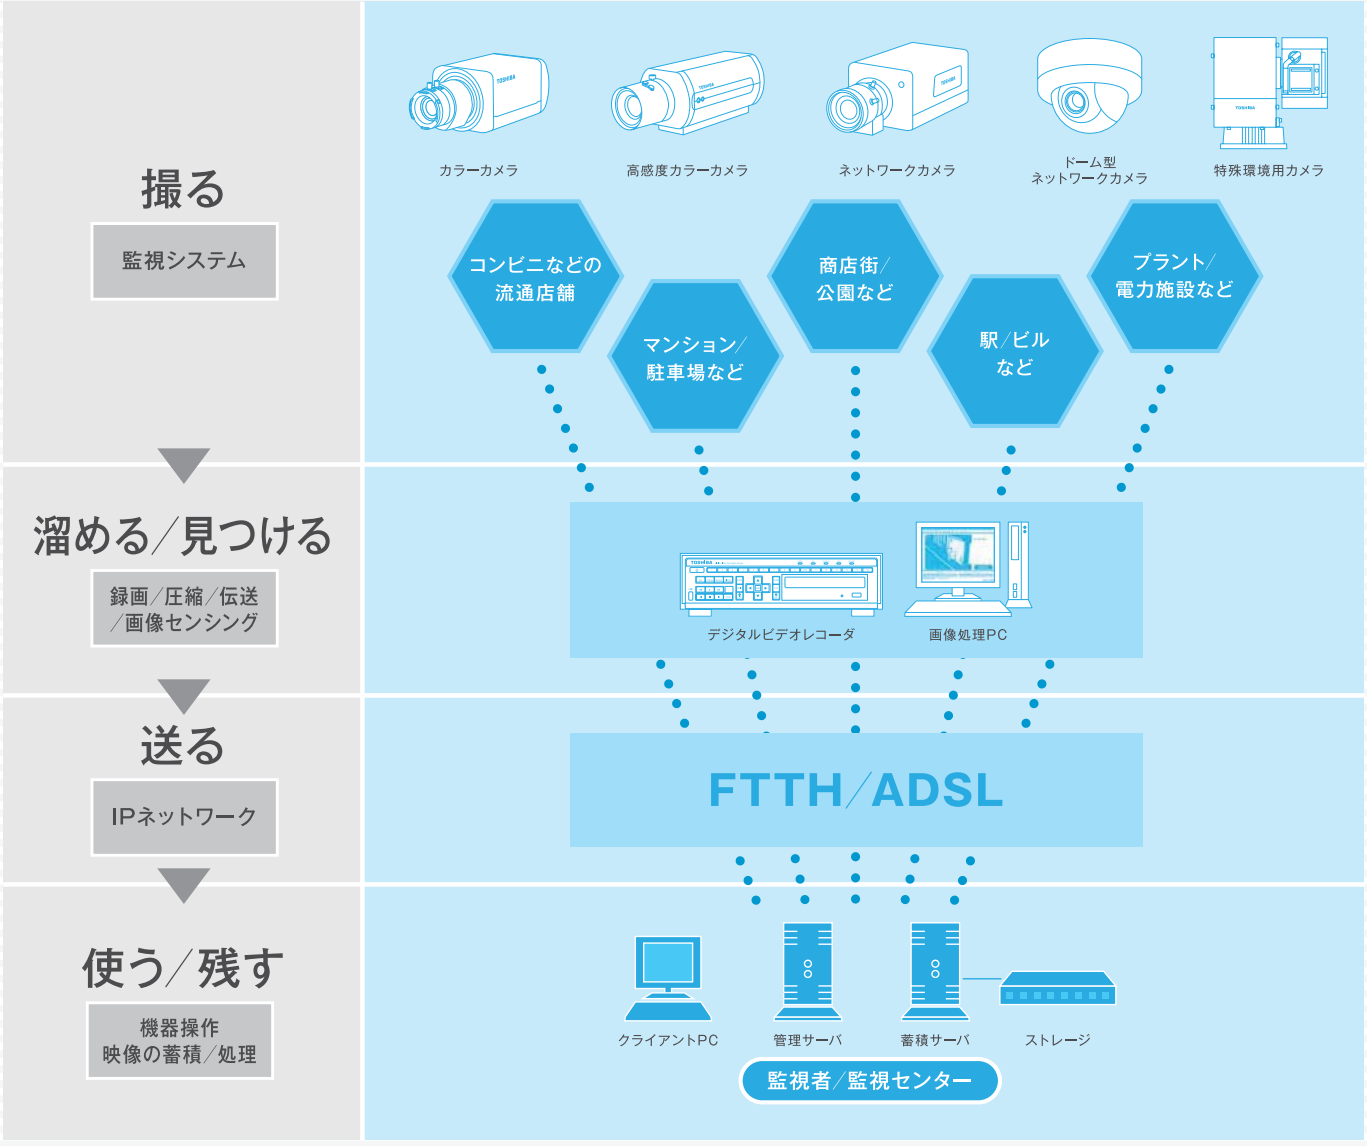 撮る
監視システム
TOSHIBA
TOSHIBA
TOSHIBA
TOSHIBA
カラーカメラ
高感度カラーカメラ
ネットワークカメラ
ドーム型
ネットワークカメラ
特殊環境用カメラ
コンビニなどの
流通店舗
マンション/
駐車場など
商店街/
公園など
駅/ビル
など
プラント/
電力施設など
溜める/見つける
録画/圧縮/伝送
/画像センシング
TOSHIBA
デジタルビデオレコーダ
画像処理PC
送る
IPネットワーク
FTTH/ADSL
使う/残す
機器操作
映像の蓄積/処理
クライアントPC
管理サーバ
蓄積サーバ
ストレージ
監視者/監視センター